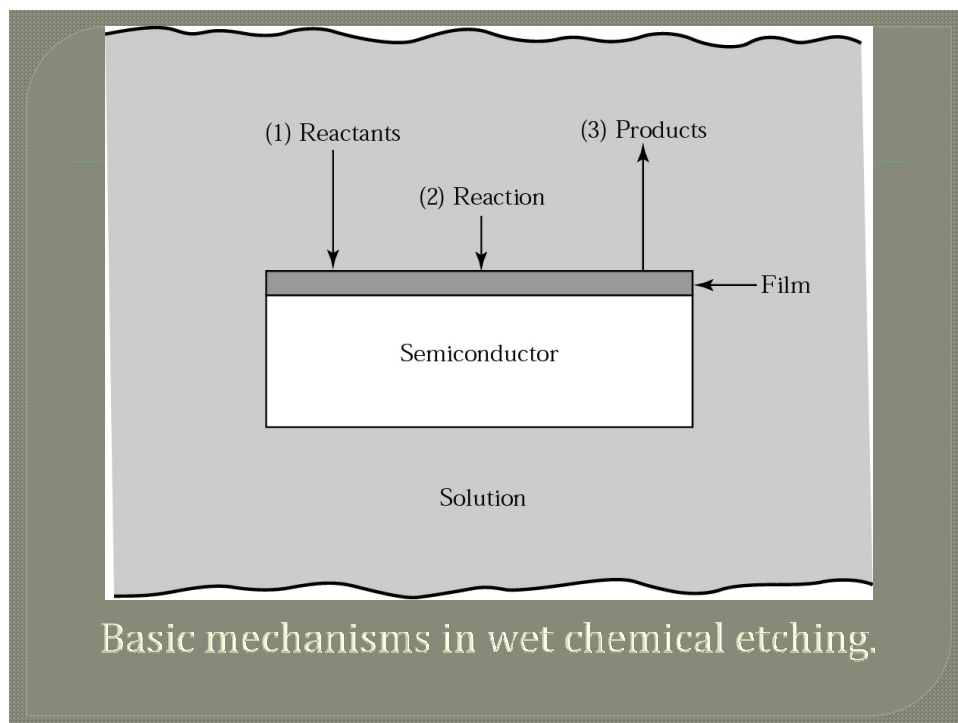 (1) Reactants
(3) Products
(2) Reaction
Film
Semiconductor
Solution
Basic mechanisms in wet chemical etching.